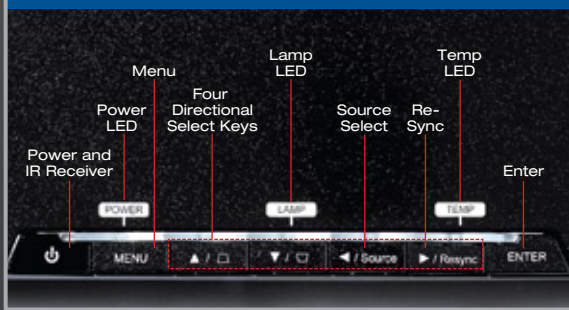 Lamp
LED
Temp
LED
Menu
Four
Directional
Select Keys
Power
LED
Source
Select
Re-
Sync
Power and
IR Receiver
Enter
POWER
LAMP
TEMP
MENU
▲ /
▼ /
◀ / Source
▶ / Resync
ENTER